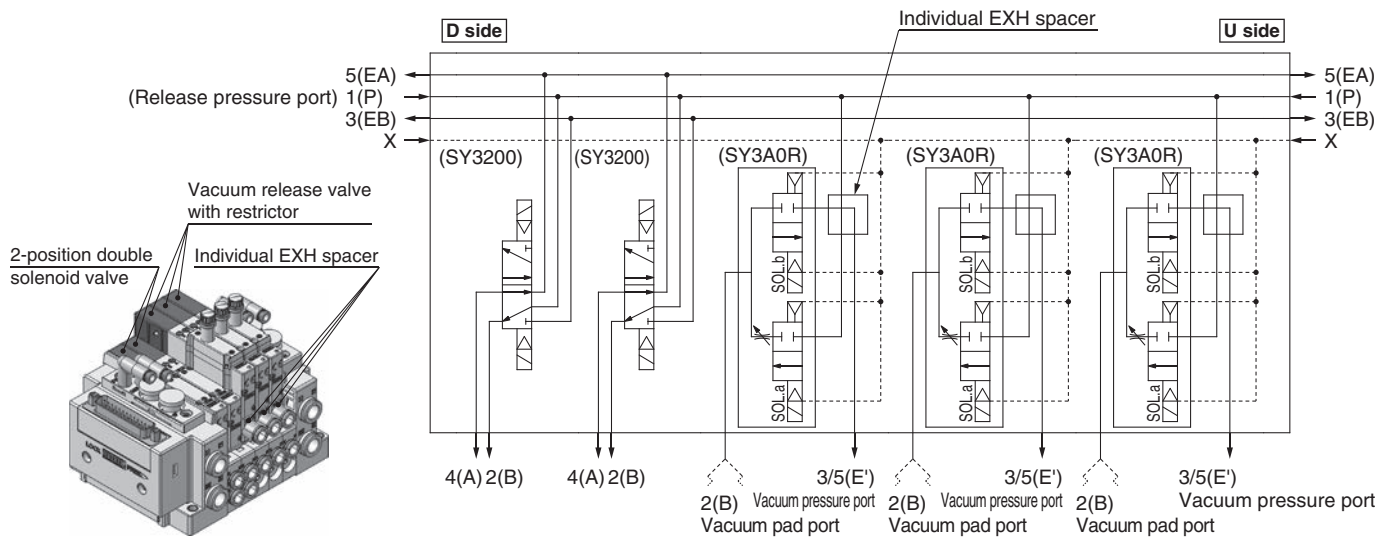 Individual EXH spacer
D side
U side
5(EA)
(Release pressure port) 1(P)
3(EB)
X
5(EA)
1(P)
3(EB)
X
(SY3200)
(SY3200)
(SY3A0R)
(SY3A0R)
(SY3A0R)
Vacuum release valve
with restrictor
2-position double
solenoid valve
Individual EXH spacer
SOL.b
SOL.b
SOL.b
SOL.a
SOL.a
SOL.a
4(A) 2(B)
4(A) 2(B)
2(B)
Vacuum pad port
3/5(E')
Vacuum pressure port
2(B)
Vacuum pad port
3/5(E')
Vacuum pressure port
2(B)
Vacuum pad port
3/5(E')
Vacuum pressure port